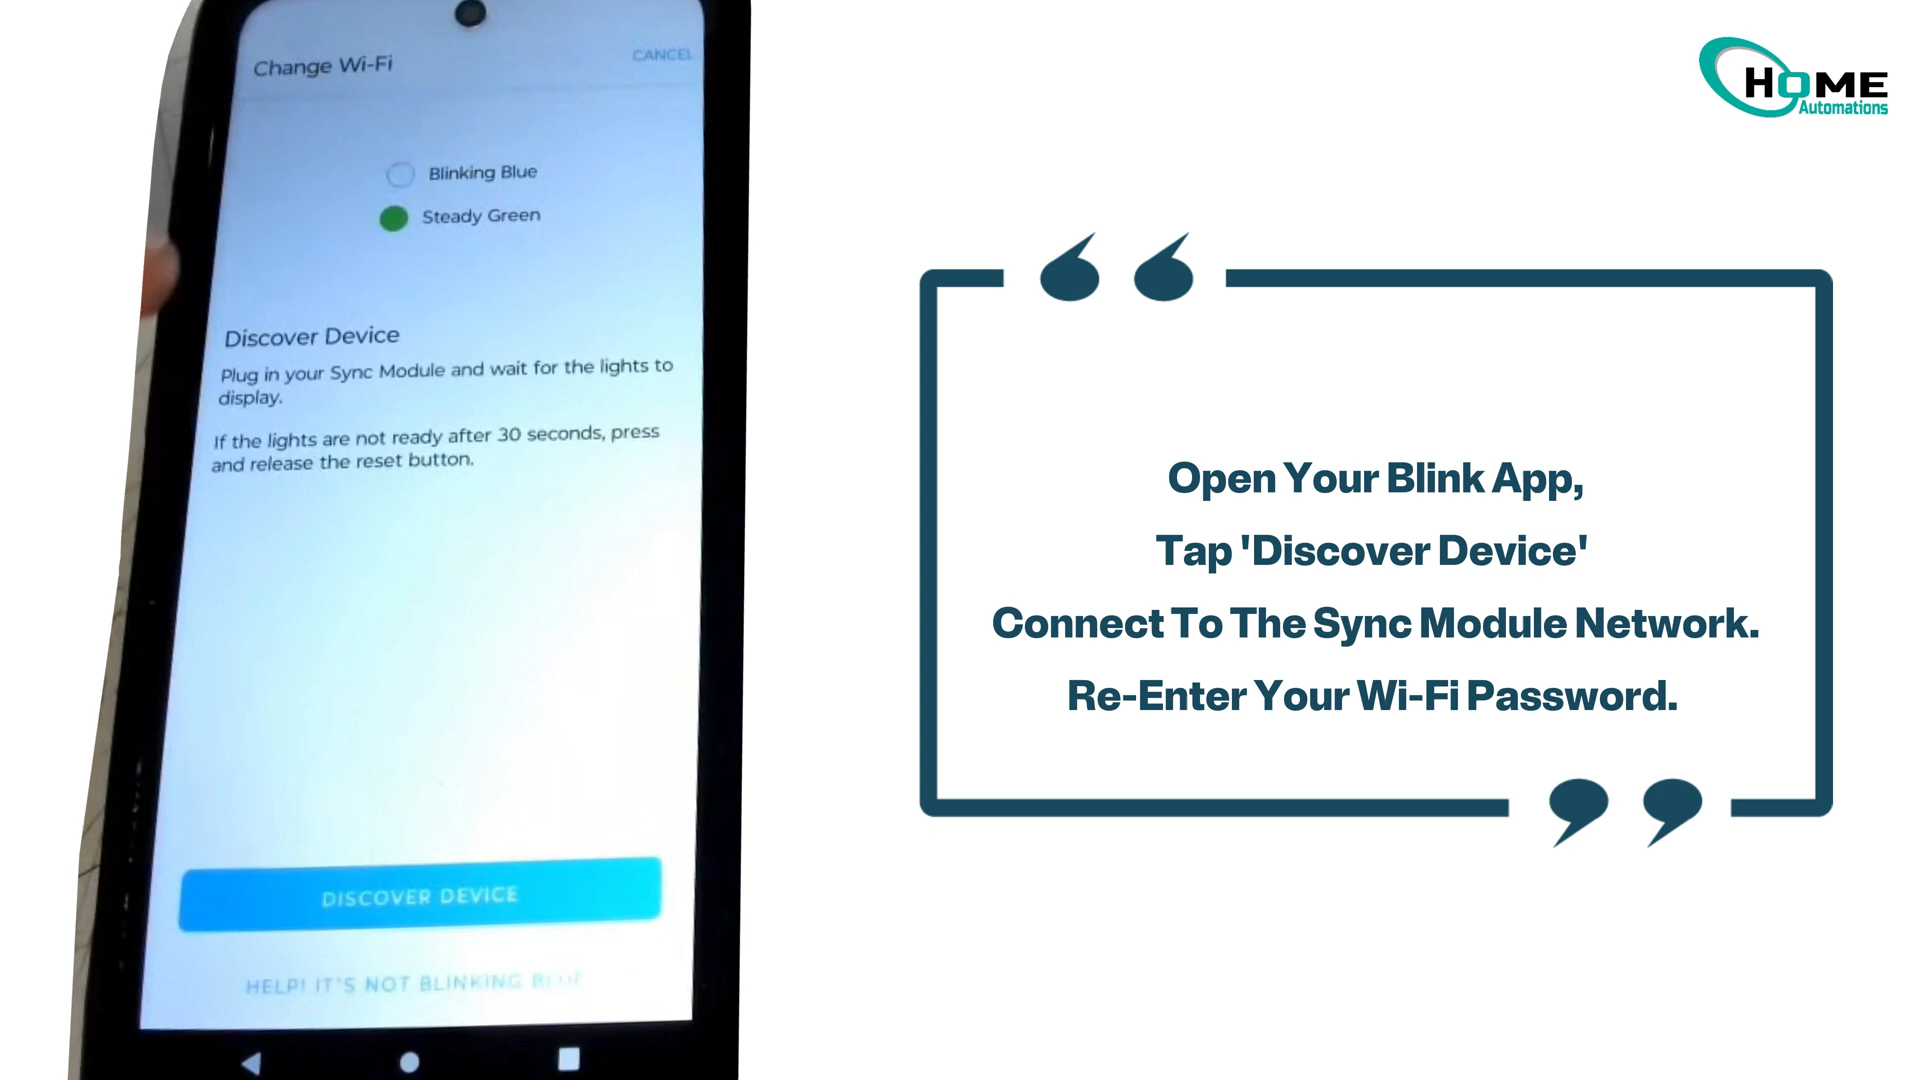 Change Wi-Fi
CANCEL
Blinking Blue
Steady Green
Discover Device
Plug in your Sync Module and wait for the lights to
display.
If the lights are not ready after 30 seconds, press
and release the reset button.
DISCOVER DEVICE
HELP! IT'S NOT BLINKING BLUE
HOME
Automations
Open Your Blink App,
Tap 'Discover Device'
Connect To The Sync Module Network.
Re-Enter Your Wi-Fi Password.